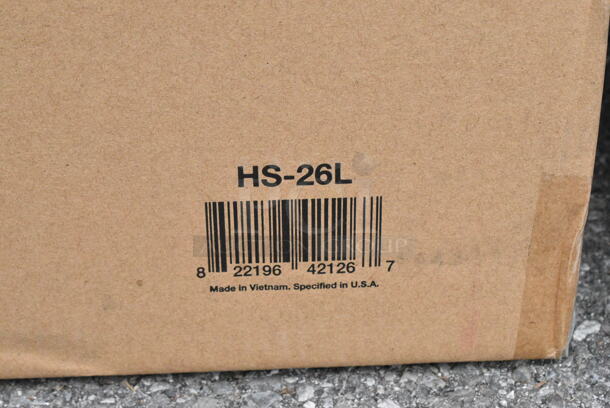 HS-26L
8 22196 42126 7
Made in Vietnam. Specified in U.S.A.